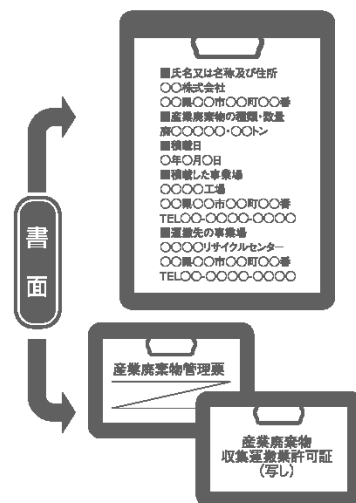 書面
■氏名又は名称及び住所
○○株式会社
○○県○○市○○町○○番
■産業廃棄物の種類・数量
廃○○○○○・○○トン
■積載日
○年○月○日
■積載した事業場
○○○○工場
○○県○○市○○町○○番
TEL○○-○○○○-○○○○
■運搬先の事業場
○○○○リサイクルセンター
○○県○○市○○町○○番
TEL○○-○○○○-○○○○
産業廃棄物管理票
産業廃棄物
収集運搬業許可証
(写し)